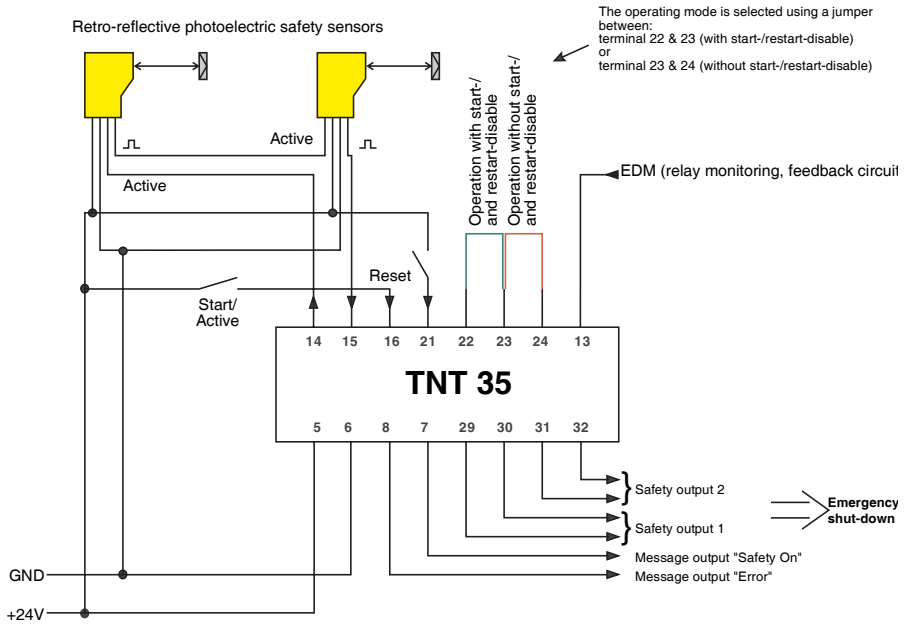 Retro-reflective photoelectric safety sensors
The operating mode is selected using a jumper
between:
terminal 22 & 23 (with start-/restart-disable)
or
terminal 23 & 24 (without start-/restart-disable)
Active
Active
Operation with start-/
and restart-disable
Operation without start-/
and restart-disable
EDM (relay monitoring, feedback circuit
Reset
Start/
Active
14 15 16 21 22 23 24 13
TNT 35
5 6 8 7 29 30 31 32
Safety output 2
Safety output 1
Emergency
shut-down
Message output "Safety On"
Message output "Error"
GND
+24V